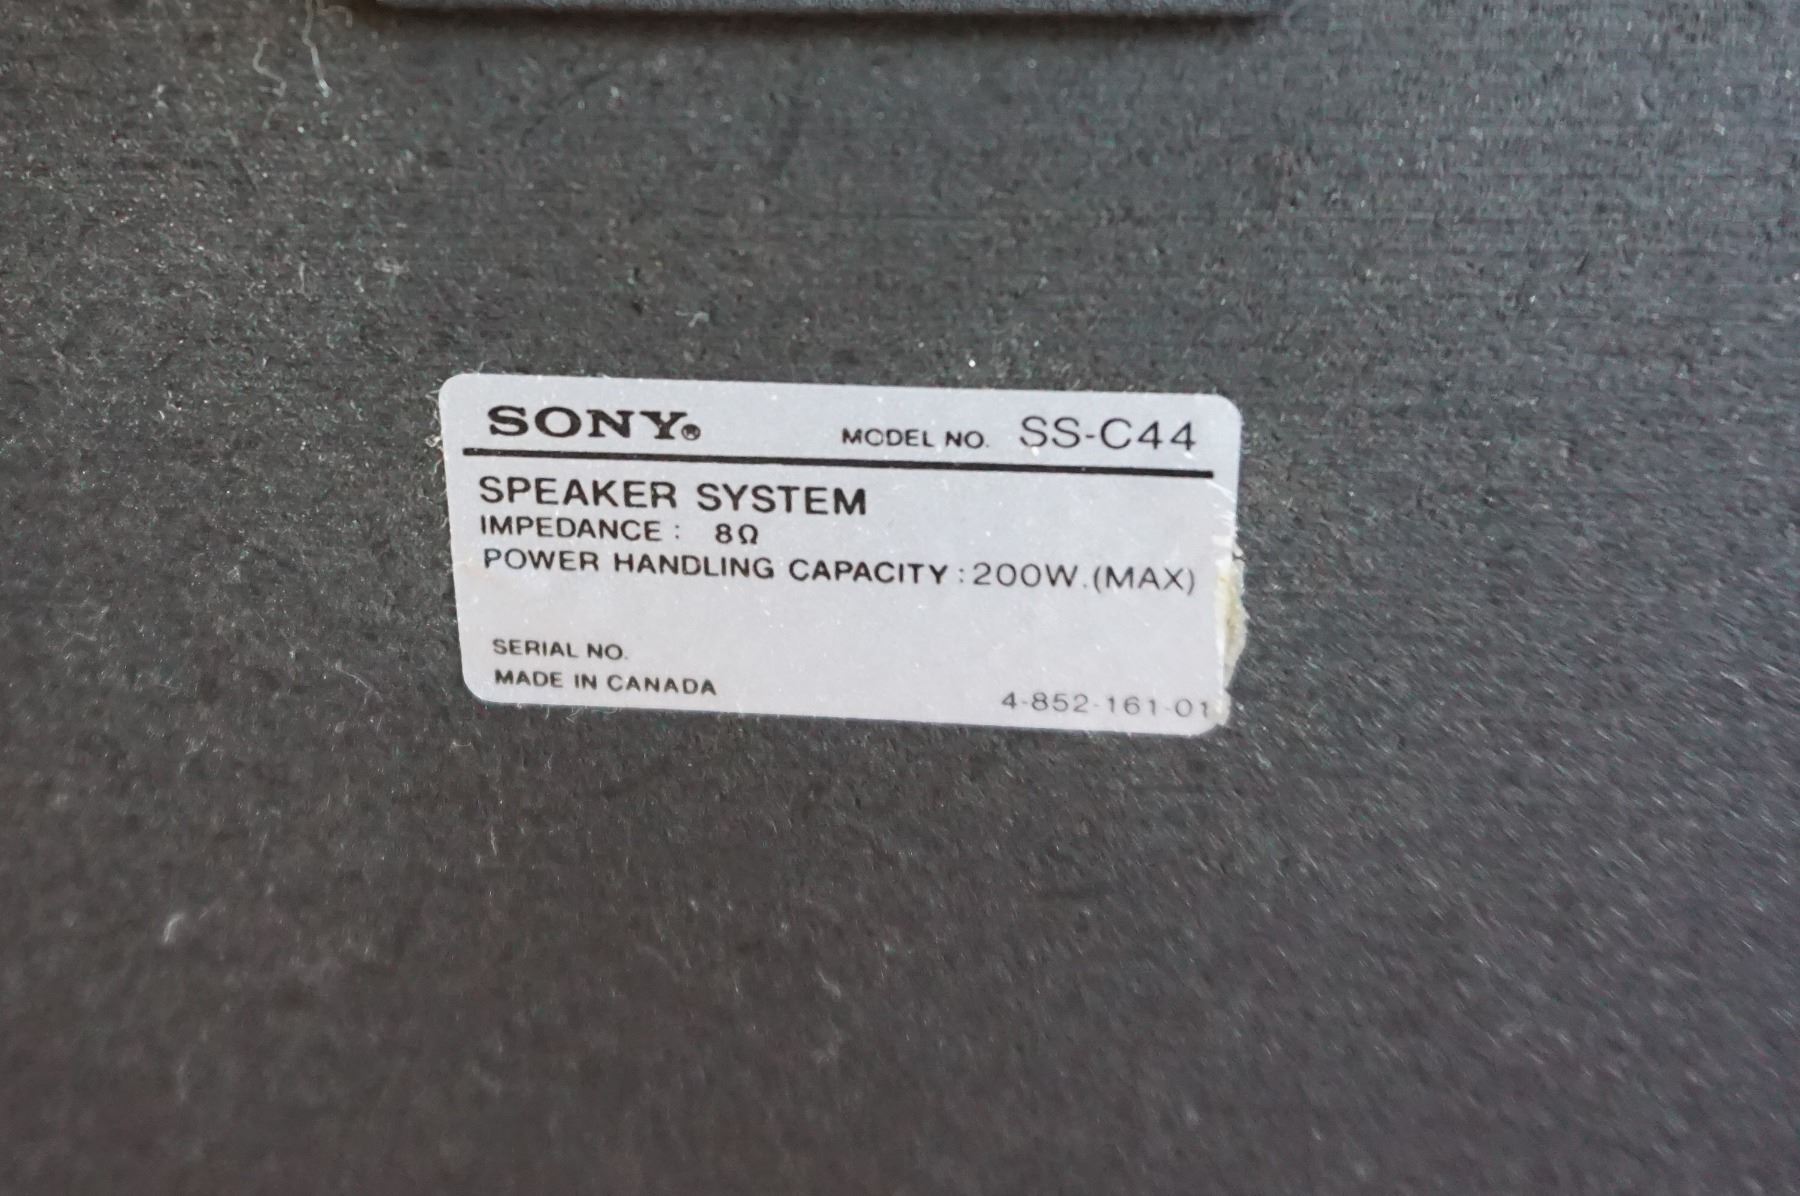 SONY®
MODEL NO. SS-C44
SPEAKER SYSTEM
IMPEDANCE : 8Ω
POWER HANDLING CAPACITY : 200W.(MAX)
SERIAL NO.
MADE IN CANADA
4-852-161-01